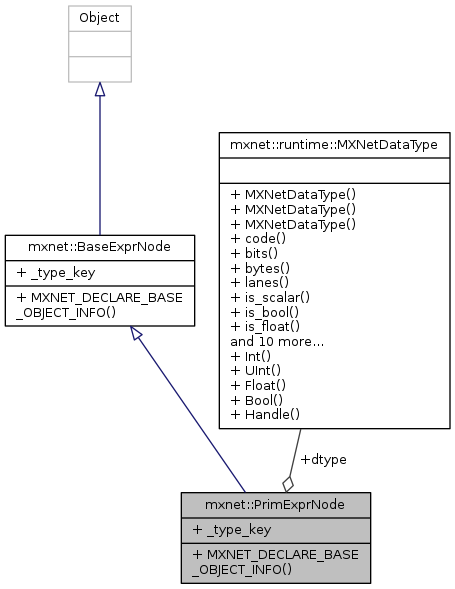 Object
mxnet::runtime::MXNetDataType
+ MXNetDataType()
+ MXNetDataType()
+ MXNetDataType()
+ code()
+ bits()
+ bytes()
+ lanes()
+ is_scalar()
+ is_bool()
+ is_float()
and 10 more...
+ Int()
+ UInt()
+ Float()
+ Bool()
+ Handle()
mxnet::BaseExprNode
+ _type_key
+ MXNET_DECLARE_BASE
_OBJECT_INFO()
+dtype
mxnet::PrimExprNode
+ _type_key
+ MXNET_DECLARE_BASE
_OBJECT_INFO()